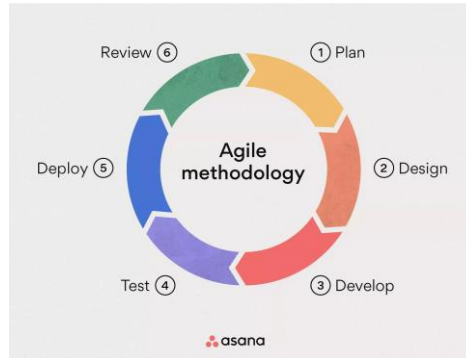 Agile
methodology
① Plan
② Design
③ Develop
Test ④
Deploy ⑤
Review ⑥
asana